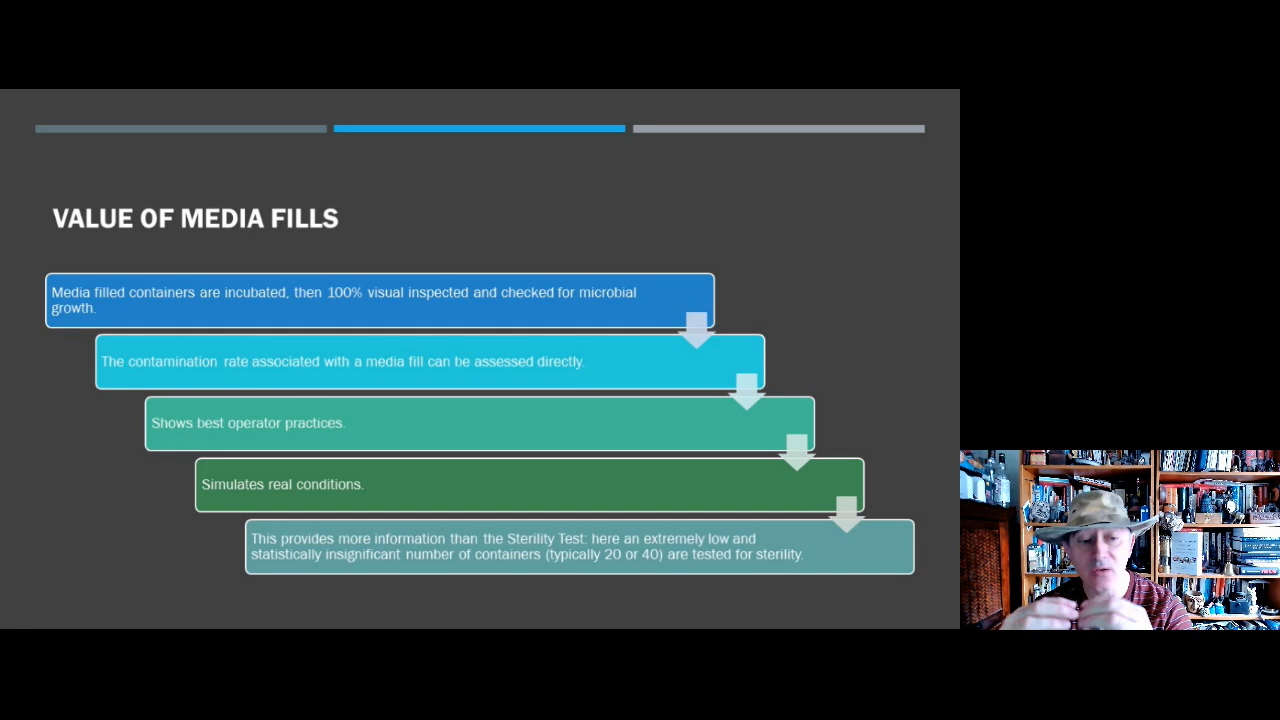 VALUE OF MEDIA FILLS
Media filled containers are incubated, then 100% visual inspected and checked for microbial
growth.
The contamination rate associated with a media fill can be assessed directly.
Shows best operator practices.
Simulates real conditions.
This provides more information than the Sterility Test: here an extremely low and
statistically insignificant number of containers (typically 20 or 40) are tested for sterility.